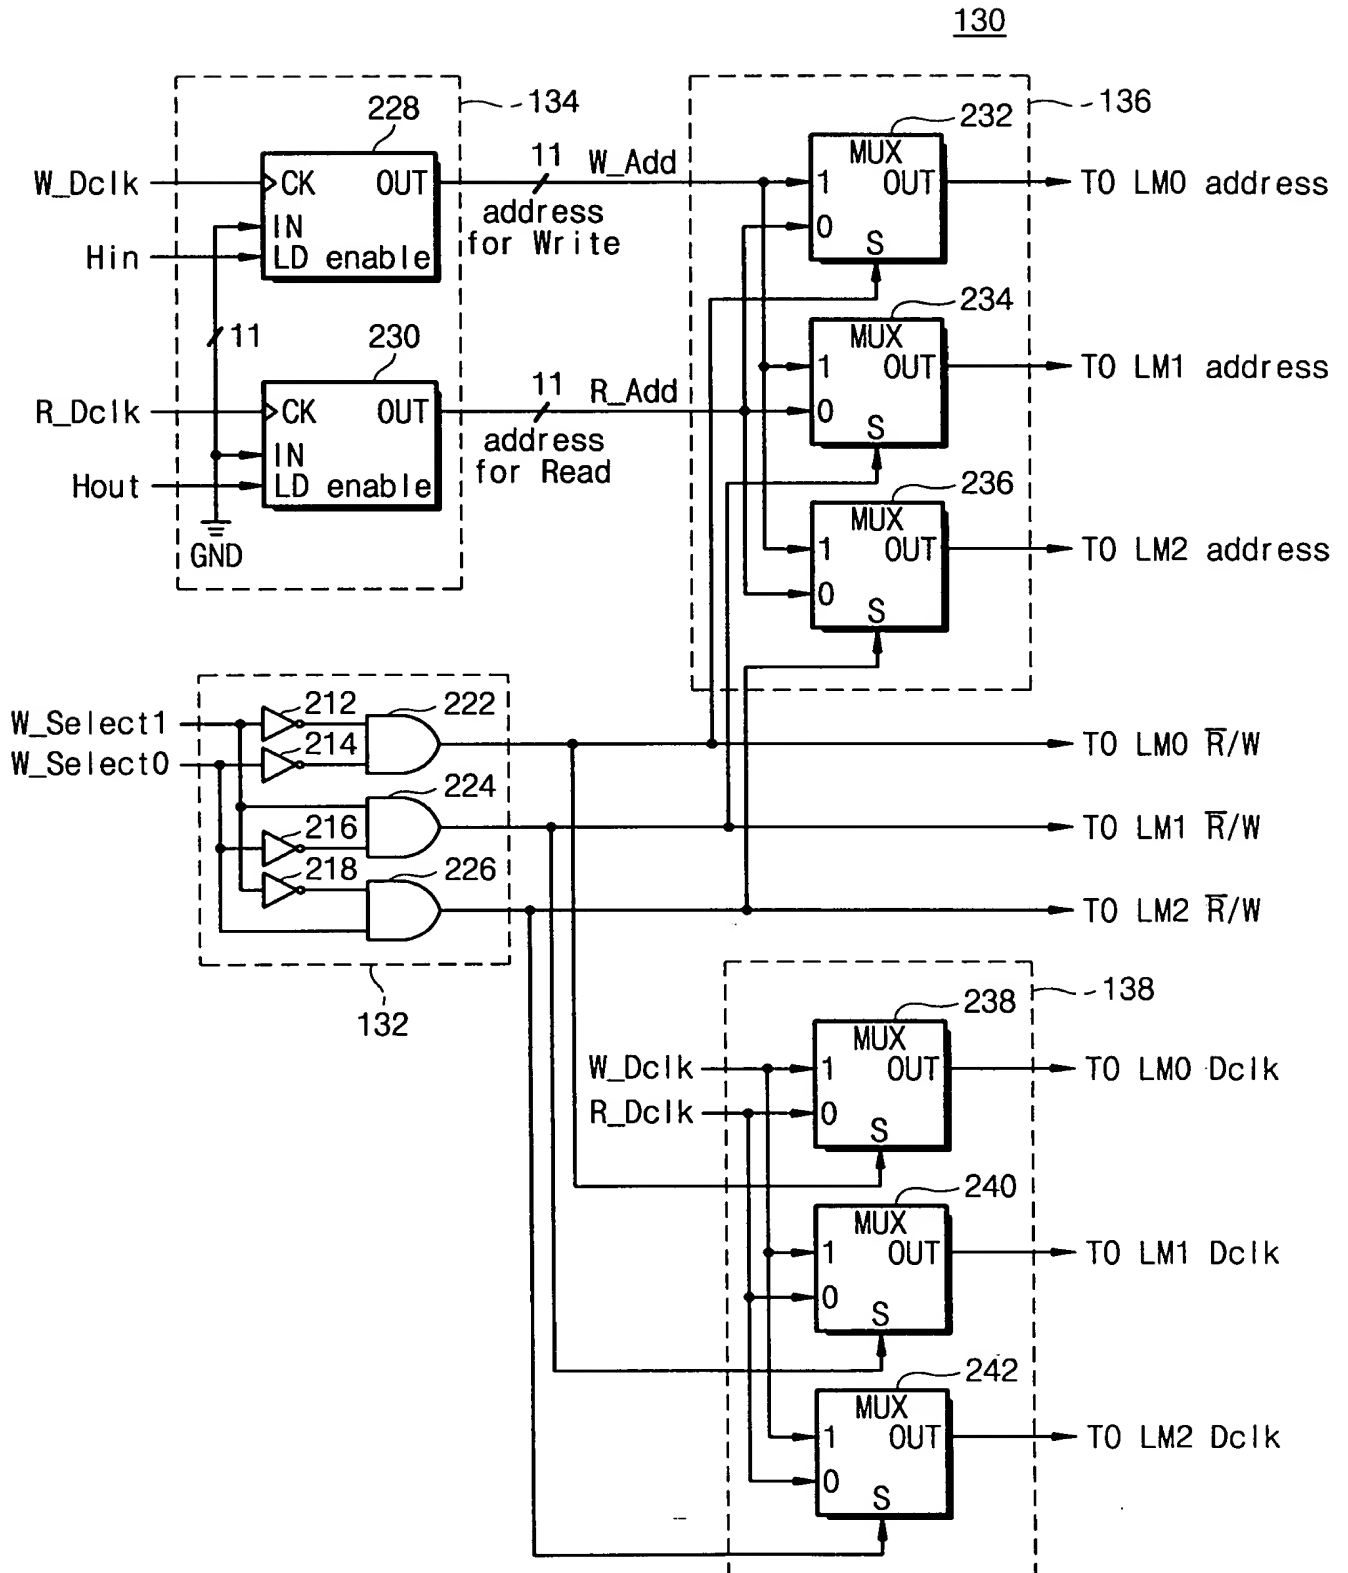 130
134
228
W_Dclk
CK OUT
IN
Hin
LD enable
11
W_Add
address
for Write
11
230
R_Dclk
CK OUT
IN
Hout
LD enable
GND
11
R_Add
address
for Read
136
232
MUX
1 OUT
0
S
TO LM0 address
234
MUX
1 OUT
0
S
TO LM1 address
236
MUX
1 OUT
0
S
TO LM2 address
W_Select1
W_Select0
212
222
214
224
216
218
226
132
TO LM0 R̅/W
TO LM1 R̅/W
TO LM2 R̅/W
138
238
W_Dclk
R_Dclk
MUX
1 OUT
0
S
TO LM0 Dclk
240
MUX
1 OUT
0
S
TO LM1 Dclk
242
MUX
1 OUT
0
S
TO LM2 Dclk